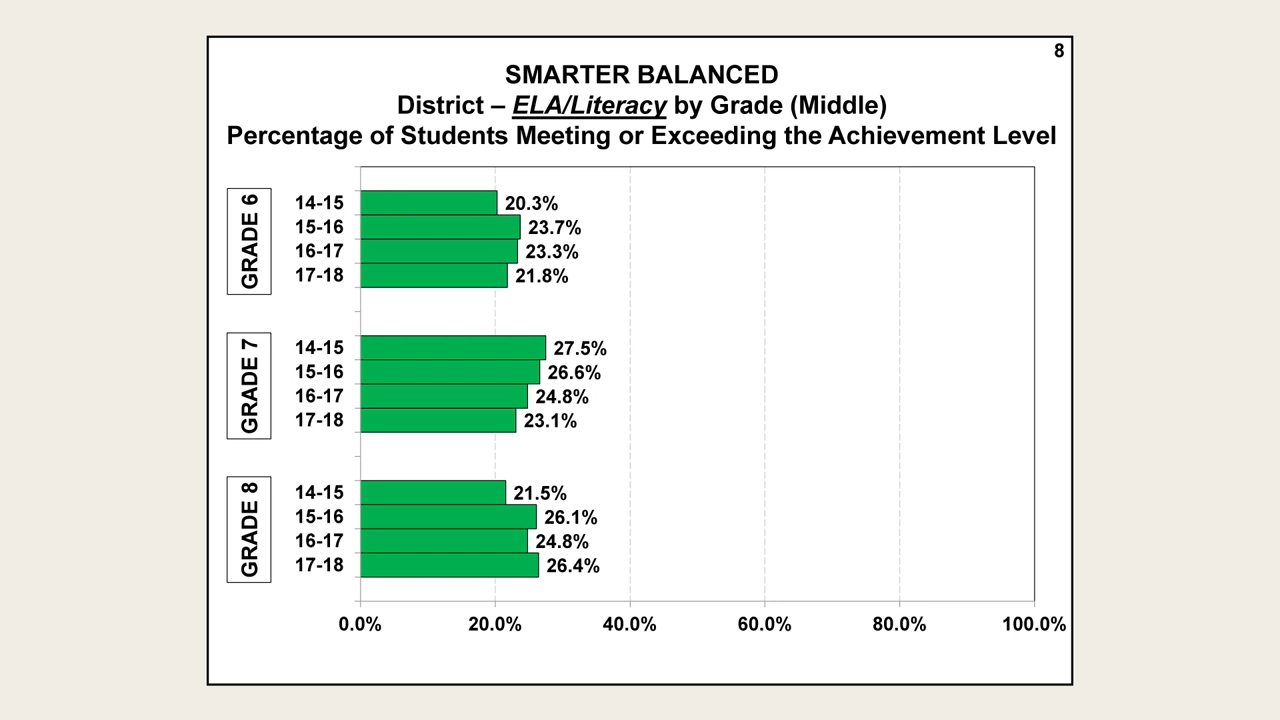 8
SMARTER BALANCED
District – ELA/Literacy by Grade (Middle)
Percentage of Students Meeting or Exceeding the Achievement Level
GRADE 6
14-15 20.3%
15-16 23.7%
16-17 23.3%
17-18 21.8%
GRADE 7
14-15 27.5%
15-16 26.6%
16-17 24.8%
17-18 23.1%
GRADE 8
14-15 21.5%
15-16 26.1%
16-17 24.8%
17-18 26.4%
0.0% 20.0% 40.0% 60.0% 80.0% 100.0%